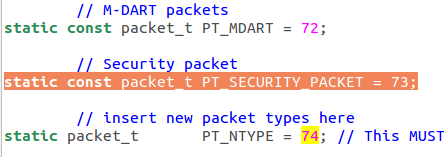 // M-DART packets
static const packet_t PT_MDART = 72;
// Security packet
static const packet_t PT_SECURITY_PACKET = 73;
// insert new packet types here
static packet_t PT_NTYPE = 74; // This MUST